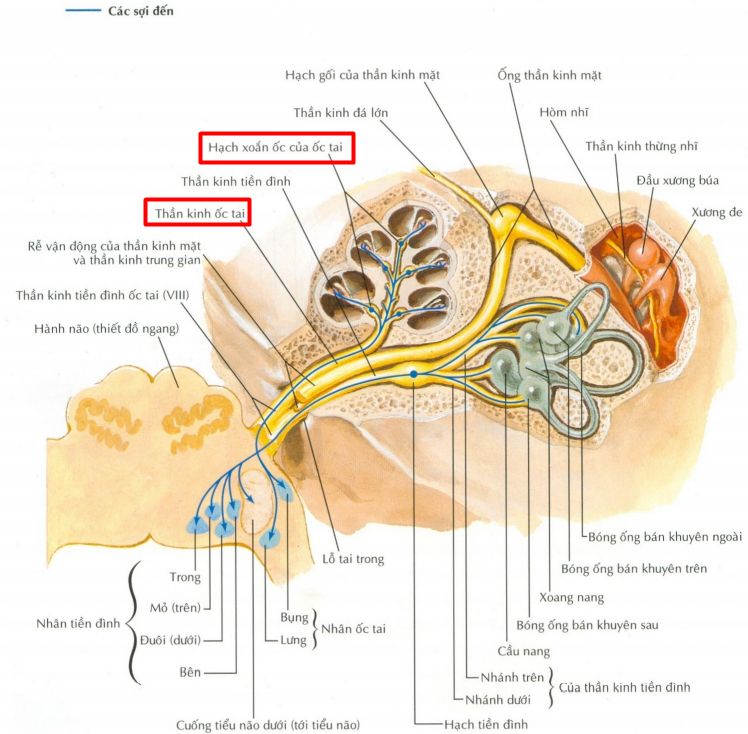 Các sợi đến
Hạch gối của thần kinh mặt
Ống thần kinh mặt
Thần kinh đá lớn
Hòm nhĩ
Hạch xoắn ốc của ốc tai
Thần kinh thừng nhĩ
Thần kinh tiền đình
Đầu xương búa
Thần kinh ốc tai
Xương đe
Rễ vận động của thần kinh mặt
và thần kinh trung gian
Thần kinh tiền đình ốc tai (VIII)
Hành não (thiết đồ ngang)
Bóng ống bán khuyên ngoài
Lỗ tai trong
Bóng ống bán khuyên trên
Trong
Xoang nang
Mỏ (trên)
Bụng
Bóng ống bán khuyên sau
Nhân tiền đình
Nhân ốc tai
Đuôi (dưới)
Lưng
Cầu nang
Bên
Nhánh trên
Của thần kinh tiền đình
Nhánh dưới
Cuống tiểu não dưới (tới tiểu não)
Hạch tiền đình